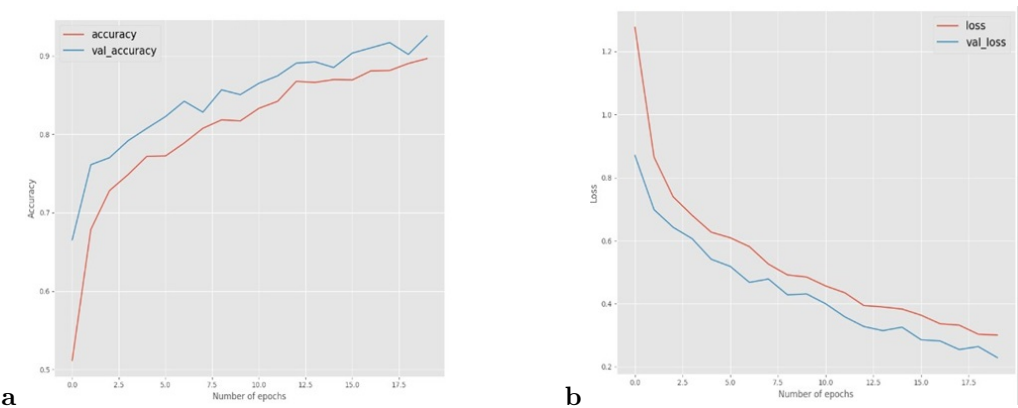 accuracy
val_accuracy
0.9
0.8
0.7
0.6
0.5
Accuracy
0.0 2.5 5.0 7.5 10.0 12.5 15.0 17.5
Number of epochs
a
loss
val_loss
1.2
1.0
0.8
0.6
0.4
0.2
Loss
0.0 2.5 5.0 7.5 10.0 12.5 15.0 17.5
Number of epochs
b